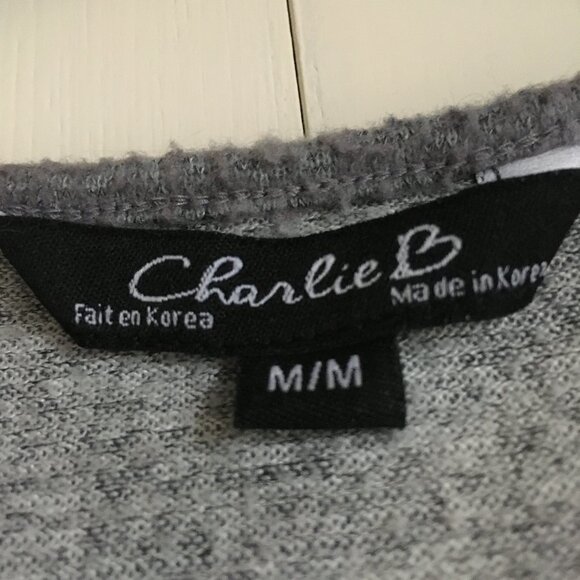 Charlie B
Fait en Korea
Made in Korea
M/M